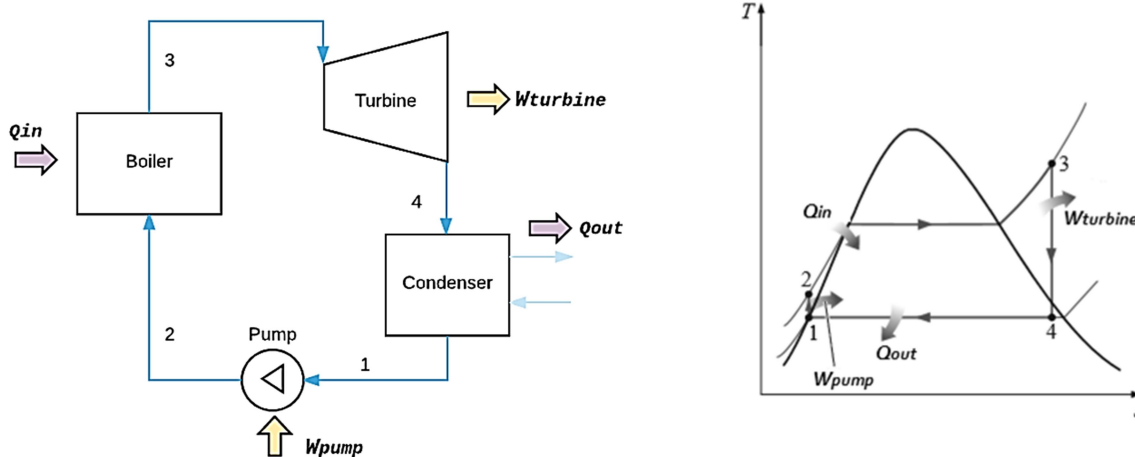 3
Turbine
Wturbine
Qin
Boiler
4
Qout
Condenser
2
Pump
1
Wpump
T
3
Qin
Wturbine
2
1
4
Qout
Wpump